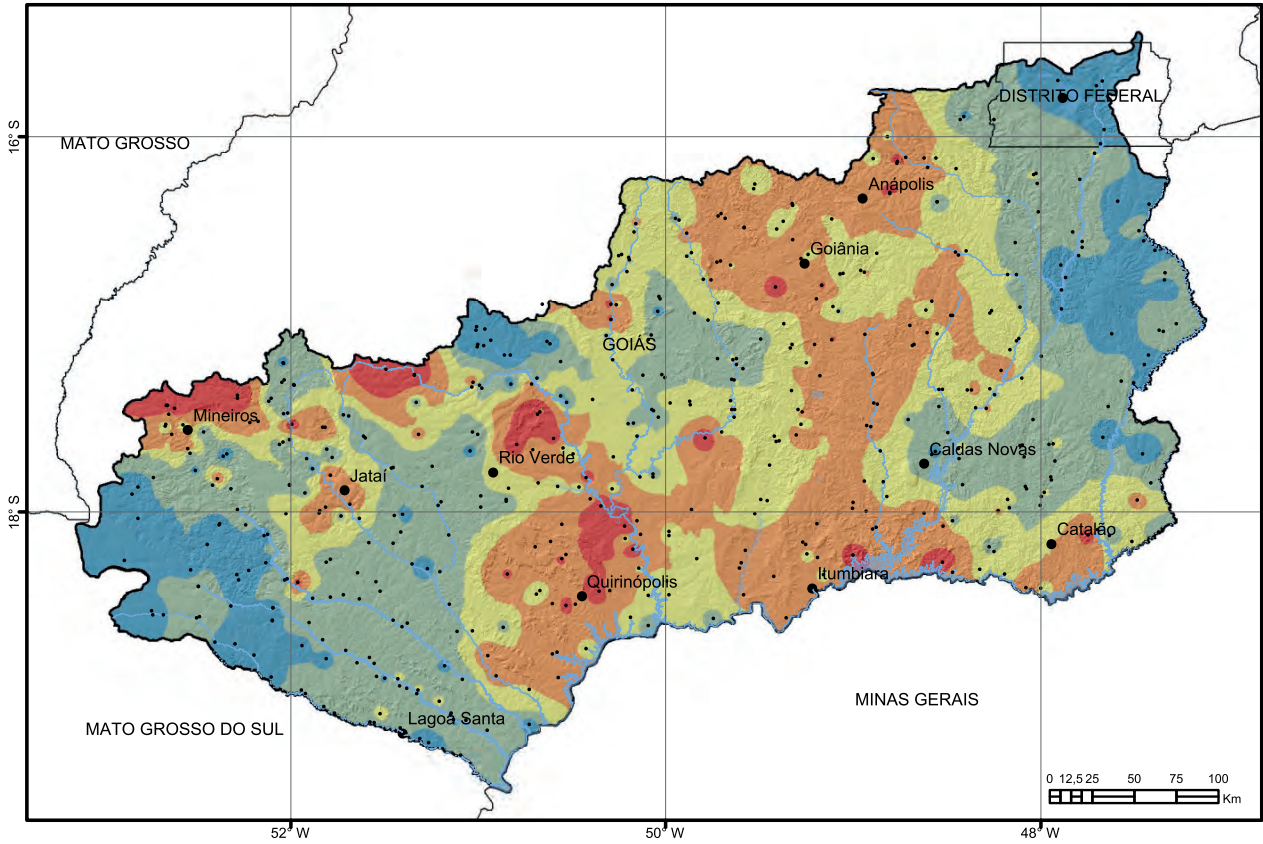 DISTRITO FEDERAL
16° S
MATO GROSSO
Anápolis
Goiânia
GOIÁS
Mineiros
Caldas Novas
Rio Verde
Jataí
18° S
Catalão
Itumbiara
Quirinópolis
MINAS GERAIS
Lagoa Santa
MATO GROSSO DO SUL
0 12,5 25 50 75 100
Km
52° W 50° W 48° W